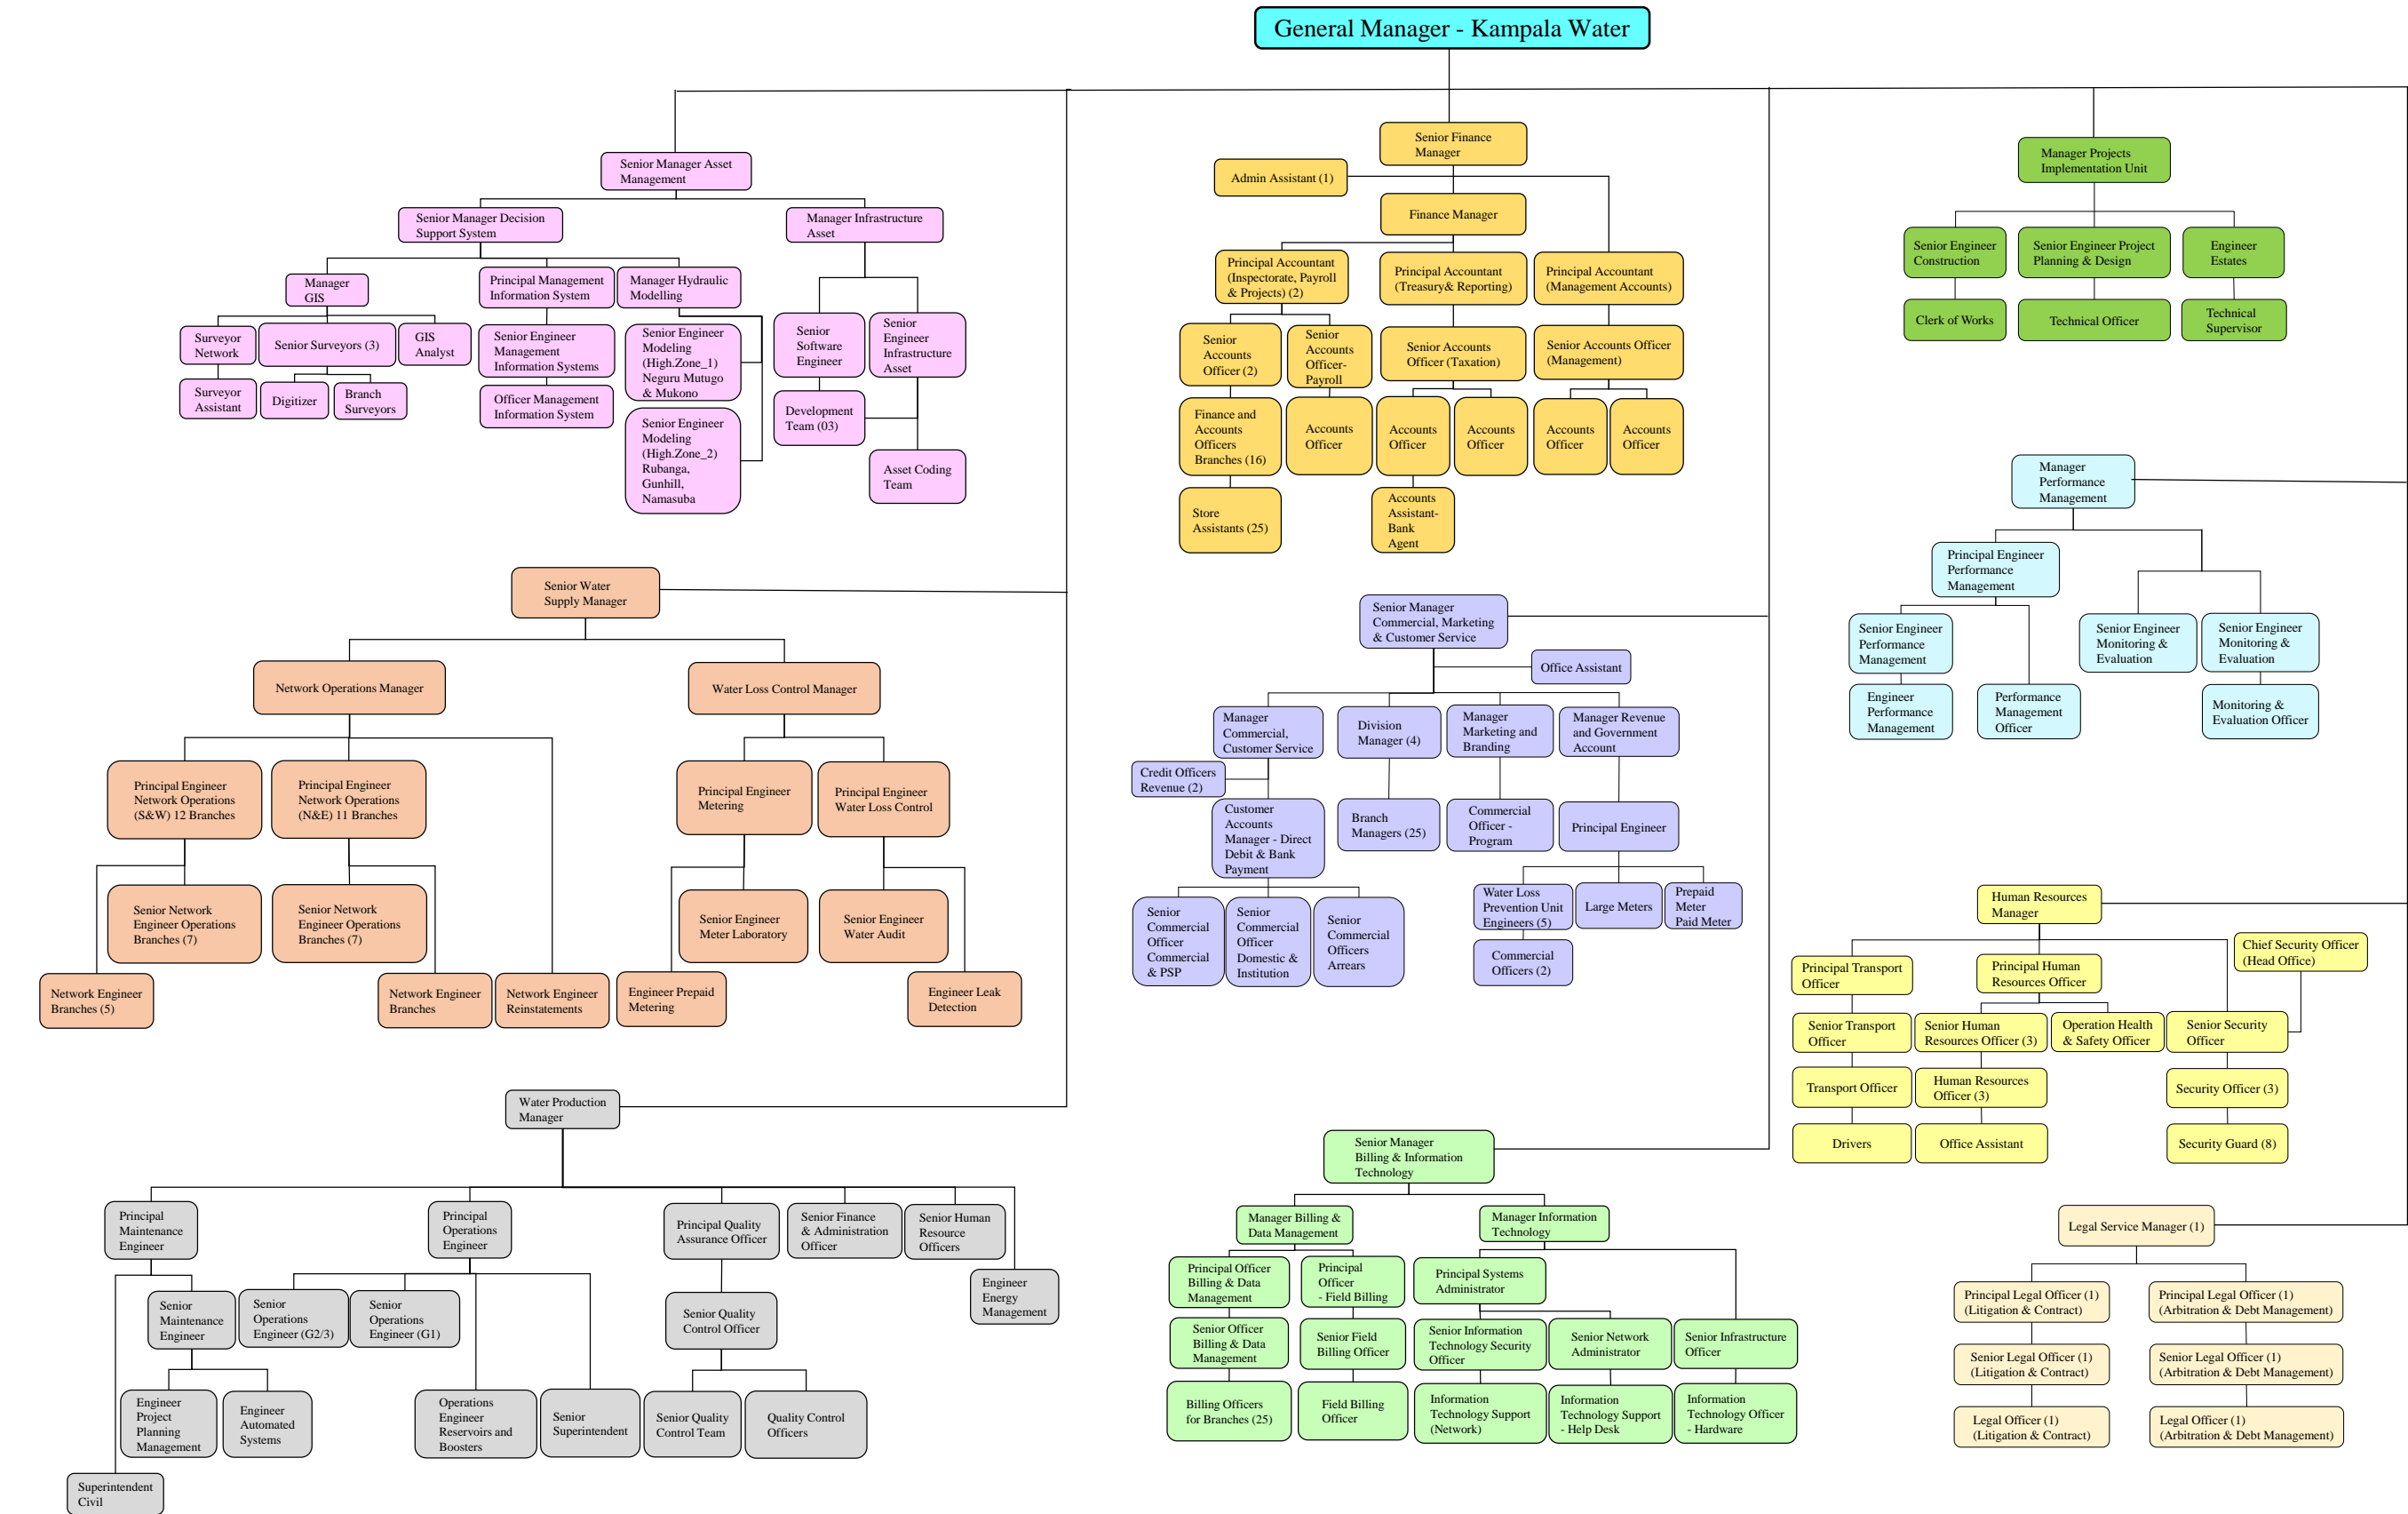 General Manager - Kampala Water
Senior Manager Asset
Management
Senior Manager Decision
Support System
Manager Infrastructure
Asset
Manager
GIS
Principal Management
Information System
Manager Hydraulic
Modelling
Surveyor
Network
Senior Surveyors (3)
GIS
Analyst
Surveyor
Assistant
Digitizer
Branch
Surveyors
Senior Engineer
Management
Information Systems
Officer Management
Information System
Senior Engineer
Modeling
(High.Zone_1)
Neguru Mutugo
& Mukono
Senior Engineer
Modeling
(High.Zone_2)
Rubanga,
Gunhill,
Namasuba
Senior
Software
Engineer
Senior
Engineer
Infrastructure
Asset
Development
Team (03)
Asset Coding
Team
Senior Finance
Manager
Admin Assistant (1)
Finance Manager
Principal Accountant
(Inspectorate, Payroll
& Projects) (2)
Principal Accountant
(Treasury& Reporting)
Principal Accountant
(Management Accounts)
Senior
Accounts
Officer (2)
Senior
Accounts
Officer-
Payroll
Senior Accounts
Officer (Taxation)
Senior Accounts Officer
(Management)
Finance and
Accounts
Officers
Branches (16)
Accounts
Officer
Accounts
Officer
Accounts
Officer
Accounts
Officer
Accounts
Officer
Store
Assistants (25)
Accounts
Assistant-
Bank
Agent
Manager Projects
Implementation Unit
Senior Engineer
Construction
Senior Engineer Project
Planning & Design
Engineer
Estates
Clerk of Works
Technical Officer
Technical
Supervisor
Manager
Performance
Management
Principal Engineer
Performance
Management
Senior Engineer
Performance
Management
Senior Engineer
Monitoring &
Evaluation
Senior Engineer
Monitoring &
Evaluation
Engineer
Performance
Management
Performance
Management
Officer
Monitoring &
Evaluation Officer
Senior Water
Supply Manager
Network Operations Manager
Water Loss Control Manager
Principal Engineer
Network Operations
(S&W) 12 Branches
Principal Engineer
Network Operations
(N&E) 11 Branches
Principal Engineer
Metering
Principal Engineer
Water Loss Control
Senior Network
Engineer Operations
Branches (7)
Senior Network
Engineer Operations
Branches (7)
Senior Engineer
Meter Laboratory
Senior Engineer
Water Audit
Network Engineer
Branches (5)
Network Engineer
Branches
Network Engineer
Reinstatements
Engineer Prepaid
Metering
Engineer Leak
Detection
Senior Manager
Commercial, Marketing
& Customer Service
Office Assistant
Manager
Commercial,
Customer Service
Division
Manager (4)
Manager
Marketing and
Branding
Manager Revenue
and Government
Account
Credit Officers
Revenue (2)
Customer
Accounts
Manager - Direct
Debit & Bank
Payment
Branch
Managers (25)
Commercial
Officer -
Program
Principal Engineer
Senior
Commercial
Officer
Commercial
& PSP
Senior
Commercial
Officer
Domestic &
Institution
Senior
Commercial
Officers
Arrears
Water Loss
Prevention Unit
Engineers (5)
Large Meters
Prepaid
Meter
Paid Meter
Commercial
Officers (2)
Human Resources
Manager
Chief Security Officer
(Head Office)
Principal Transport
Officer
Principal Human
Resources Officer
Senior Transport
Officer
Senior Human
Resources Officer (3)
Operation Health
& Safety Officer
Senior Security
Officer
Transport Officer
Human Resources
Officer (3)
Security Officer (3)
Drivers
Office Assistant
Security Guard (8)
Water Production
Manager
Principal
Maintenance
Engineer
Principal
Operations
Engineer
Principal Quality
Assurance Officer
Senior Finance
& Administration
Officer
Senior Human
Resource
Officers
Engineer
Energy
Management
Senior
Maintenance
Engineer
Senior
Operations
Engineer (G2/3)
Senior
Operations
Engineer (G1)
Senior Quality
Control Officer
Engineer
Project
Planning
Management
Engineer
Automated
Systems
Operations
Engineer
Reservoirs and
Boosters
Senior
Superintendent
Senior Quality
Control Team
Quality Control
Officers
Superintendent
Civil
Senior Manager
Billing & Information
Technology
Manager Billing &
Data Management
Manager Information
Technology
Principal Officer
Billing & Data
Management
Principal
Officer
- Field Billing
Principal Systems
Administrator
Senior Officer
Billing & Data
Management
Senior Field
Billing Officer
Senior Information
Technology Security
Officer
Senior Network
Administrator
Senior Infrastructure
Officer
Billing Officers
for Branches (25)
Field Billing
Officer
Information
Technology Support
(Network)
Information
Technology Support
- Help Desk
Information
Technology Officer
- Hardware
Legal Service Manager (1)
Principal Legal Officer (1)
(Litigation & Contract)
Principal Legal Officer (1)
(Arbitration & Debt Management)
Senior Legal Officer (1)
(Litigation & Contract)
Senior Legal Officer (1)
(Arbitration & Debt Management)
Legal Officer (1)
(Litigation & Contract)
Legal Officer (1)
(Arbitration & Debt Management)